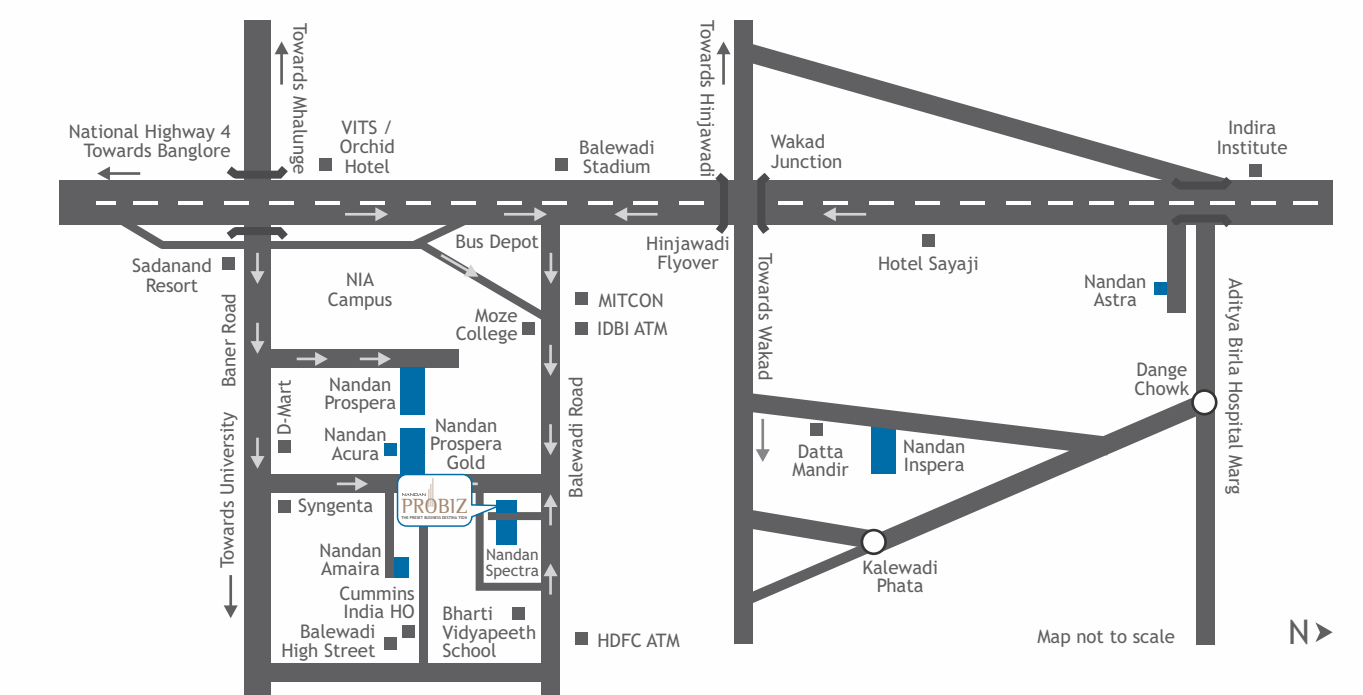 Towards Mhalunge
Towards Hinjawadi
National Highway 4
Towards Banglore
VITS /
Orchid
Hotel
Balewadi
Stadium
Wakad
Junction
Indira
Institute
Sadanand
Resort
NIA
Campus
Bus Depot
Hinjawadi
Flyover
Hotel Sayaji
Nandan
Astra
MITCON
IDBI ATM
Moze
College
Baner Road
Towards Wakad
Aditya Birla Hospital Marg
Dange
Chowk
Nandan
Prospera
D-Mart
Nandan
Acura
Nandan
Prospera
Gold
Balewadi Road
Datta
Mandir
Nandan
Inspera
Towards University
Syngenta
NANDAN
PROBIZ
THE FINEST BUSINESS DESTINATION
Nandan
Amaira
Nandan
Spectra
Kalewadi
Phata
Cummins
India HO
Balewadi
High Street
Bharti
Vidyapeeth
School
HDFC ATM
Map not to scale
N